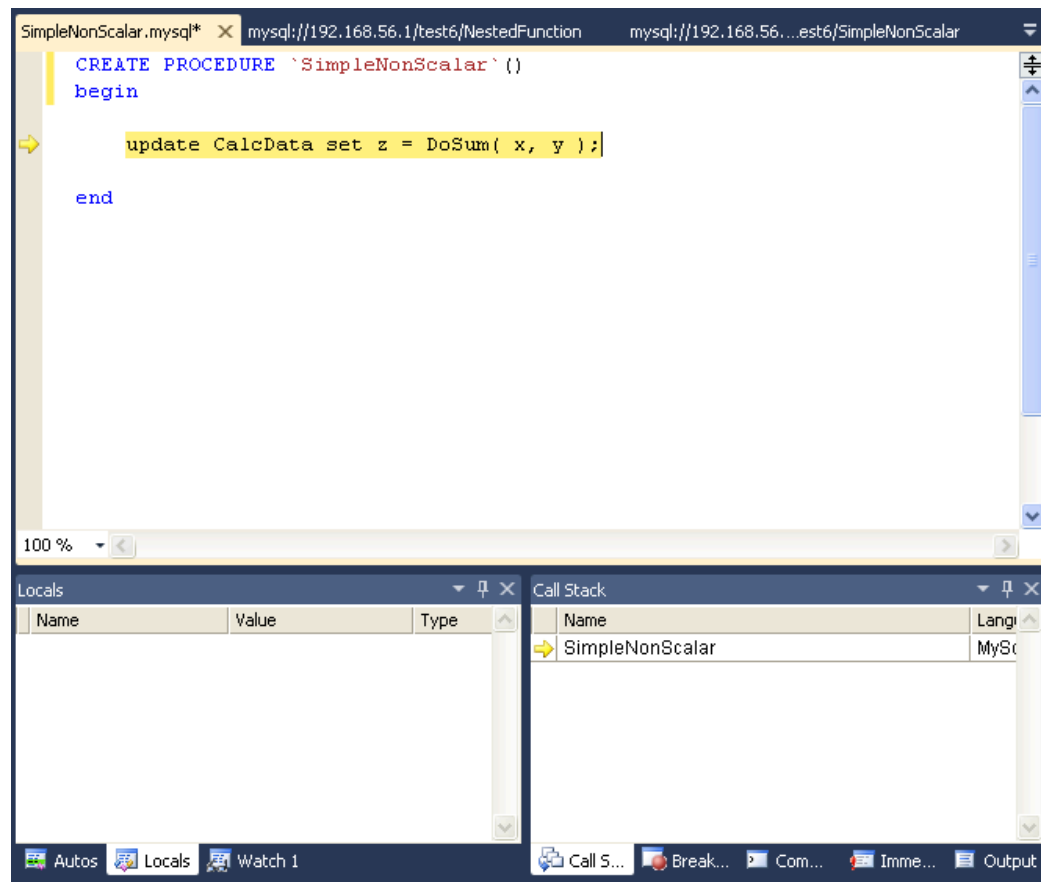 SimpleNonScalar.mysql* mysql://192.168.56.1/test6/NestedFunction mysql://192.168.56....est6/SimpleNonScalar
CREATE PROCEDURE `SimpleNonScalar`()
begin
update CalcData set z = DoSum( x, y );
end
100 %
Locals
Name Value Type
Call Stack
Name Langu
SimpleNonScalar MySQ
Autos Locals Watch 1
Call S... Break... Com... Imme... Output